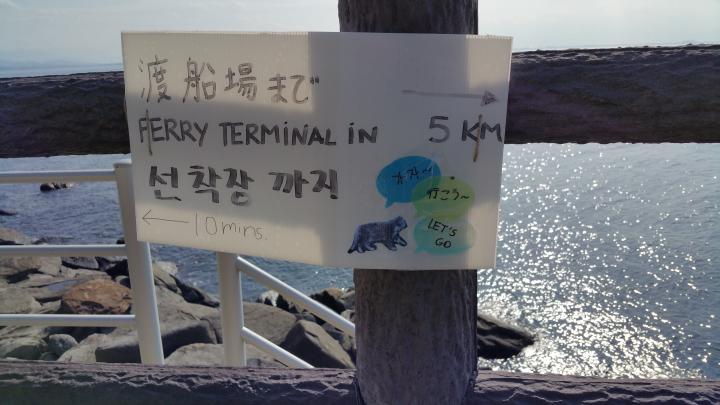 渡船場まで →
FERRY TERMINAL IN 5 KM
선착장 까지
← 10mins.
가자~
行こう~
LET'S
GO